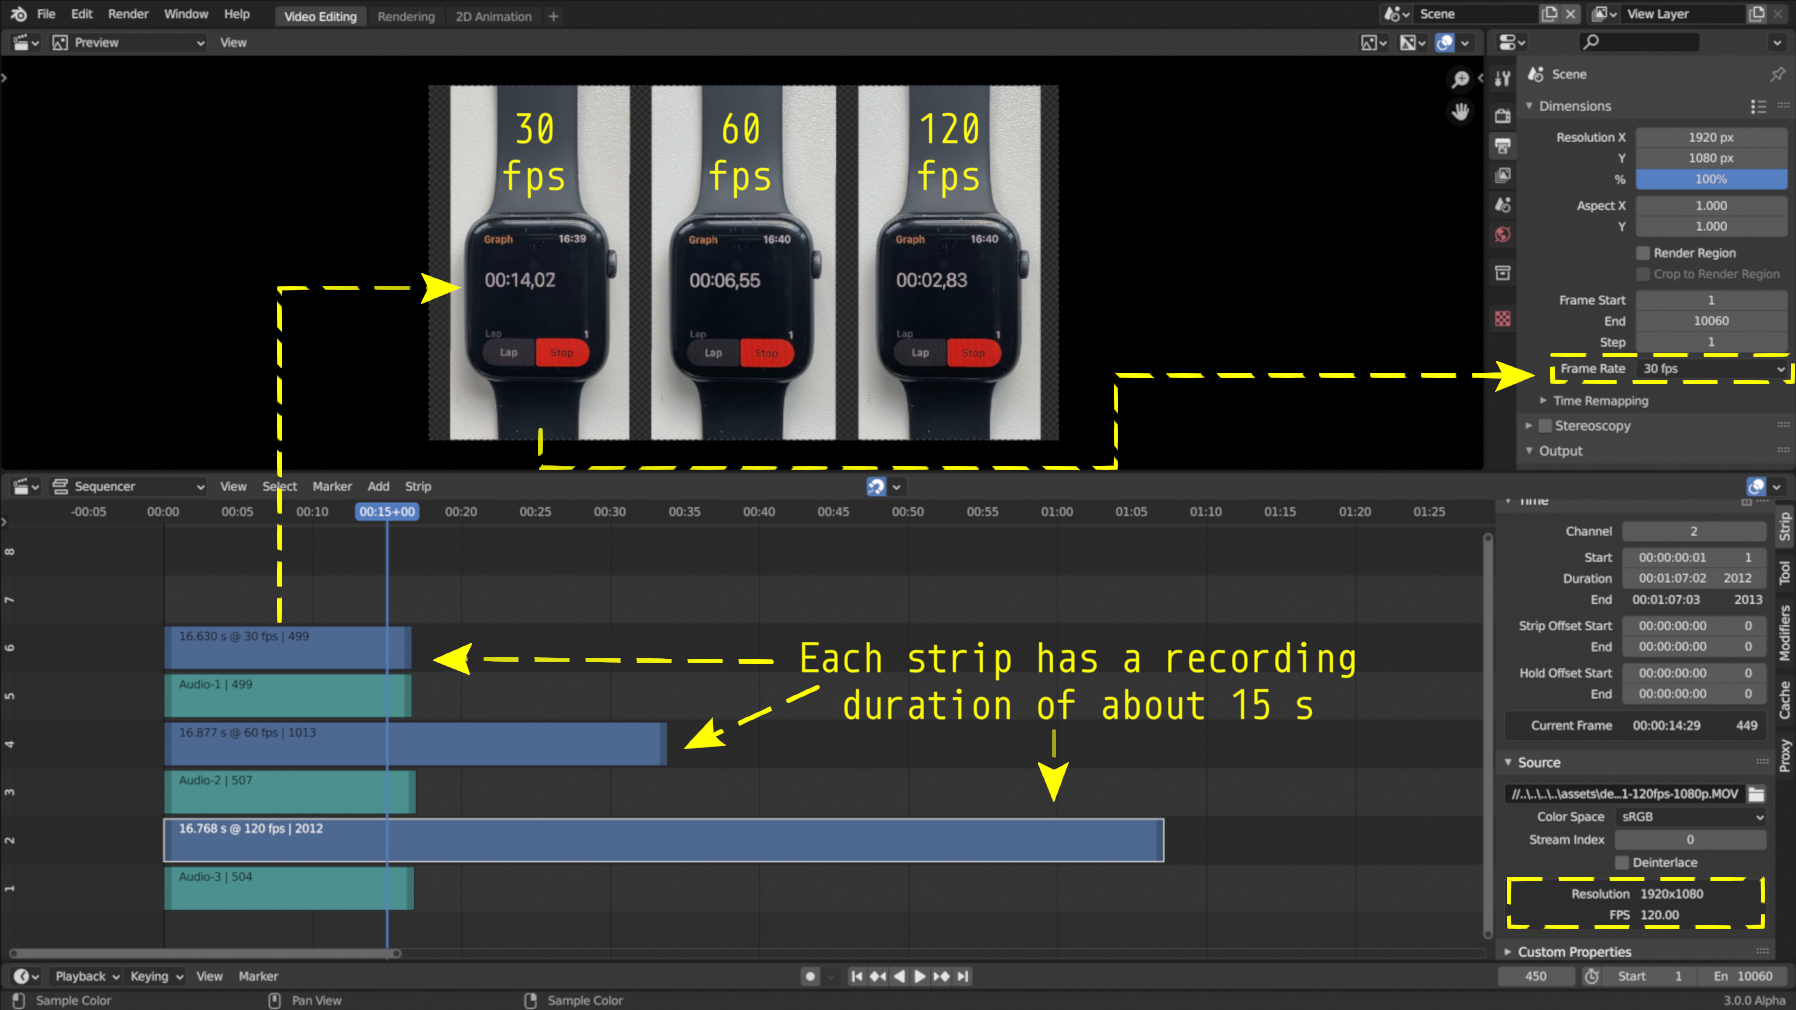 File Edit Render Window Help Video Editing Rendering 2D Animation + Scene View Layer
Preview View
30 fps
60 fps
120 fps
Graph 16:39
00:14,02
Lap 1
Lap Stop
Graph 16:40
00:06,55
Lap 1
Lap Stop
Graph 16:40
00:02,83
Lap 1
Lap Stop
Scene
Dimensions
Resolution X 1920 px
Y 1080 px
% 100%
Aspect X 1.000
Y 1.000
Render Region
Crop to Render Region
Frame Start 1
End 10060
Step 1
Frame Rate 30 fps
Time Remapping
Stereoscopy
Output
Sequencer View Select Marker Add Strip
-00:05 00:00 00:05 00:10 00:15+00 00:20 00:25 00:30 00:35 00:40 00:45 00:50 00:55 01:00 01:05 01:10 01:15 01:20 01:25
8
7
6
5
4
3
2
1
16.630 s @ 30 fps | 499
Audio-1 | 499
16.877 s @ 60 fps | 1013
Audio-2 | 507
16.768 s @ 120 fps | 2012
Audio-3 | 504
Each strip has a recording
duration of about 15 s
Time
Channel 2
Start 00:00:00:01 1
Duration 00:01:07:02 2012
End 00:01:07:03 2013
Strip Offset Start 00:00:00:00 0
End 00:00:00:00 0
Hold Offset Start 00:00:00:00 0
End 00:00:00:00 0
Current Frame 00:00:14:29 449
Source
//..\..\..\..\assets\de...1-120fps-1080p.MOV
Color Space sRGB
Stream Index 0
Deinterlace
Resolution 1920x1080
FPS 120.00
Custom Properties
Strip
Tool
Modifiers
Cache
Proxy
Playback Keying View Marker 450 Start 1 En 10060
Sample Color Pan View Sample Color 3.0.0 Alpha